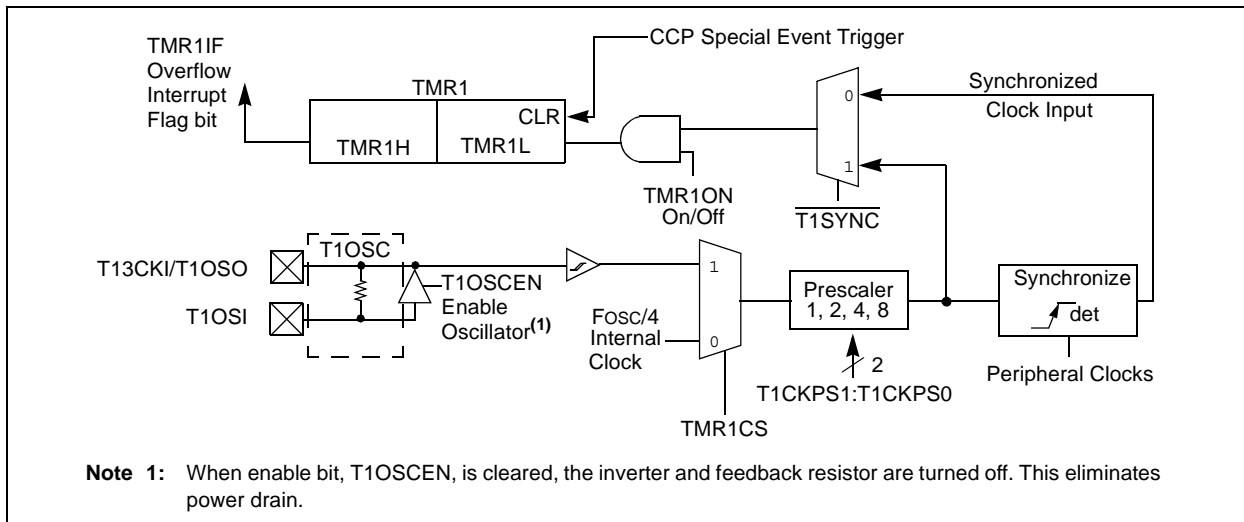 TMR1IF
Overflow
Interrupt
Flag bit
TMR1
CLR
TMR1H
TMR1L
CCP Special Event Trigger
TMR1ON
On/Off
0
1
T1SYNC
Synchronized
Clock Input
T13CKI/T1OSO
T1OSI
T1OSC
T1OSCEN
Enable
Oscillator(1)
FOSC/4
Internal
Clock
1
0
TMR1CS
Prescaler
1, 2, 4, 8
2
T1CKPS1:T1CKPS0
Synchronize
det
Peripheral Clocks
Note 1: When enable bit, T1OSCEN, is cleared, the inverter and feedback resistor are turned off. This eliminates
power drain.